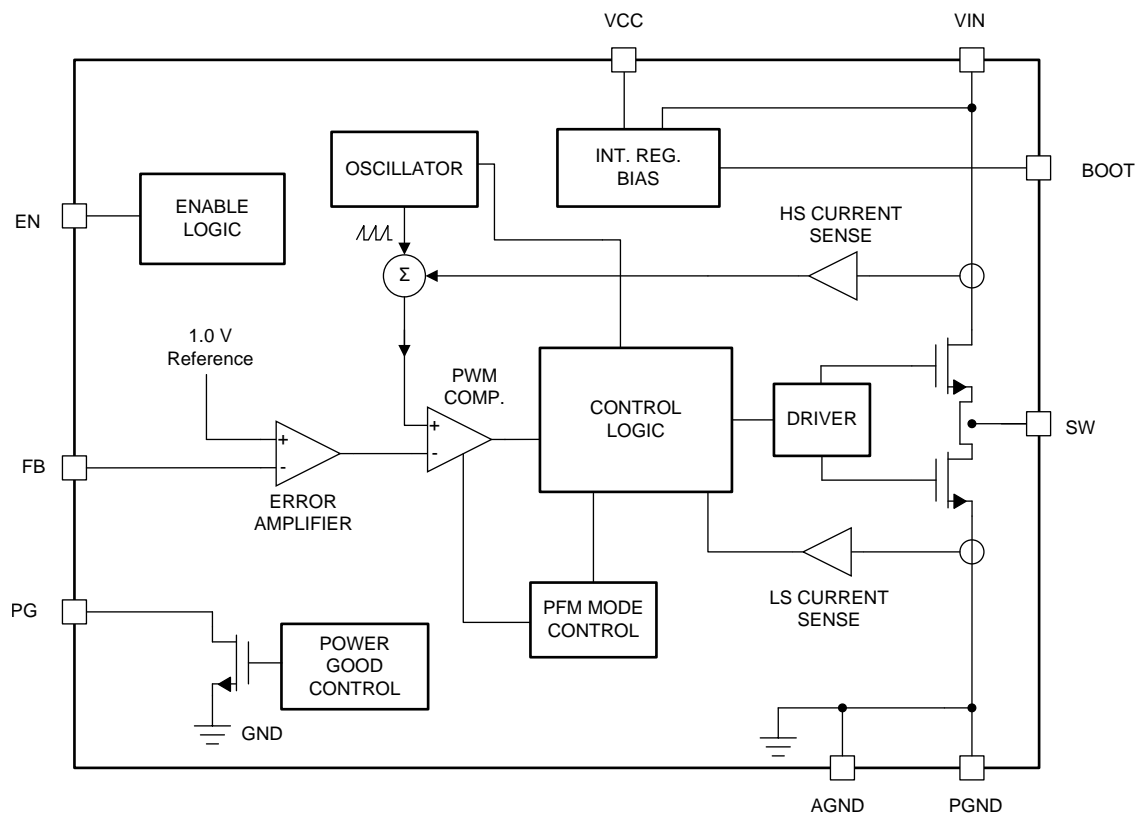 VCC
VIN
OSCILLATOR
INT. REG.
BIAS
BOOT
EN
ENABLE
LOGIC
HS CURRENT
SENSE
Σ
1.0 V
Reference
PWM
COMP.
+
-
+
-
CONTROL
LOGIC
DRIVER
SW
FB
ERROR
AMPLIFIER
LS CURRENT
SENSE
PFM MODE
CONTROL
PG
POWER
GOOD
CONTROL
GND
AGND
PGND